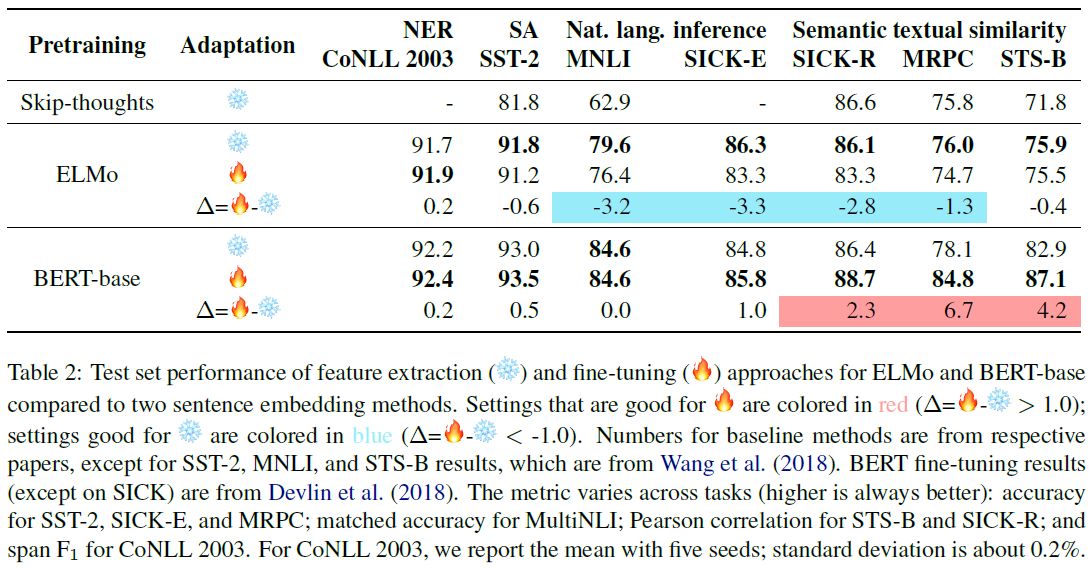 Pretraining Adaptation NER SA Nat. lang. inference Semantic textual similarity
CoNLL 2003 SST-2 MNLI SICK-E SICK-R MRPC STS-B
Skip-thoughts ❄️ - 81.8 62.9 - 86.6 75.8 71.8
❄️ 91.7 91.8 79.6 86.3 86.1 76.0 75.9
ELMo 🔥 91.9 91.2 76.4 83.3 83.3 74.7 75.5
Δ=🔥-❄️ 0.2 -0.6 -3.2 -3.3 -2.8 -1.3 -0.4
❄️ 92.2 93.0 84.6 84.8 86.4 78.1 82.9
BERT-base 🔥 92.4 93.5 84.6 85.8 88.7 84.8 87.1
Δ=🔥-❄️ 0.2 0.5 0.0 1.0 2.3 6.7 4.2
Table 2: Test set performance of feature extraction (❄️) and fine-tuning (🔥) approaches for ELMo and BERT-base
compared to two sentence embedding methods. Settings that are good for 🔥 are colored in red (Δ=🔥-❄️ > 1.0);
settings good for ❄️ are colored in blue (Δ=🔥-❄️ < -1.0). Numbers for baseline methods are from respective
papers, except for SST-2, MNLI, and STS-B results, which are from Wang et al. (2018). BERT fine-tuning results
(except on SICK) are from Devlin et al. (2018). The metric varies across tasks (higher is always better): accuracy
for SST-2, SICK-E, and MRPC; matched accuracy for MultiNLI; Pearson correlation for STS-B and SICK-R; and
span F₁ for CoNLL 2003. For CoNLL 2003, we report the mean with five seeds; standard deviation is about 0.2%.